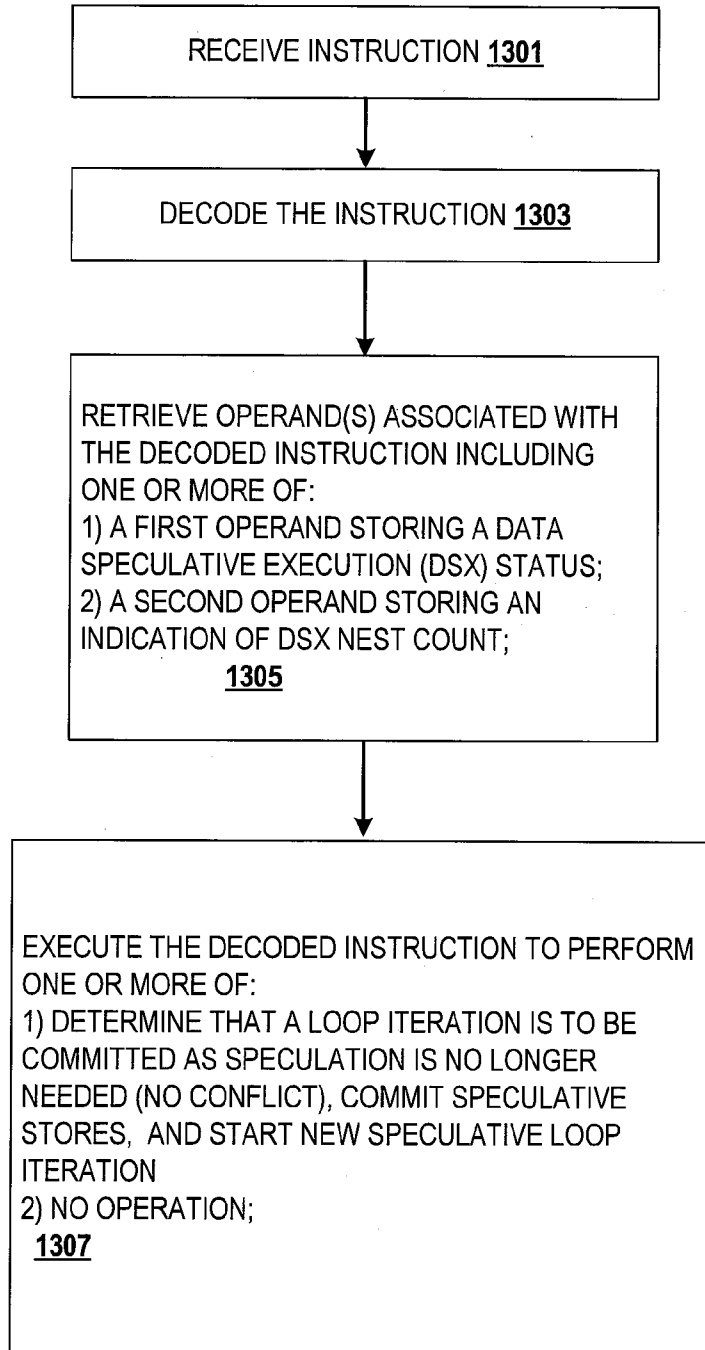 RECEIVE INSTRUCTION 1301
DECODE THE INSTRUCTION 1303
RETRIEVE OPERAND(S) ASSOCIATED WITH
THE DECODED INSTRUCTION INCLUDING
ONE OR MORE OF:
1) A FIRST OPERAND STORING A DATA
SPECULATIVE EXECUTION (DSX) STATUS;
2) A SECOND OPERAND STORING AN
INDICATION OF DSX NEST COUNT;
1305
EXECUTE THE DECODED INSTRUCTION TO PERFORM
ONE OR MORE OF:
1) DETERMINE THAT A LOOP ITERATION IS TO BE
COMMITTED AS SPECULATION IS NO LONGER
NEEDED (NO CONFLICT), COMMIT SPECULATIVE
STORES, AND START NEW SPECULATIVE LOOP
ITERATION
2) NO OPERATION;
1307